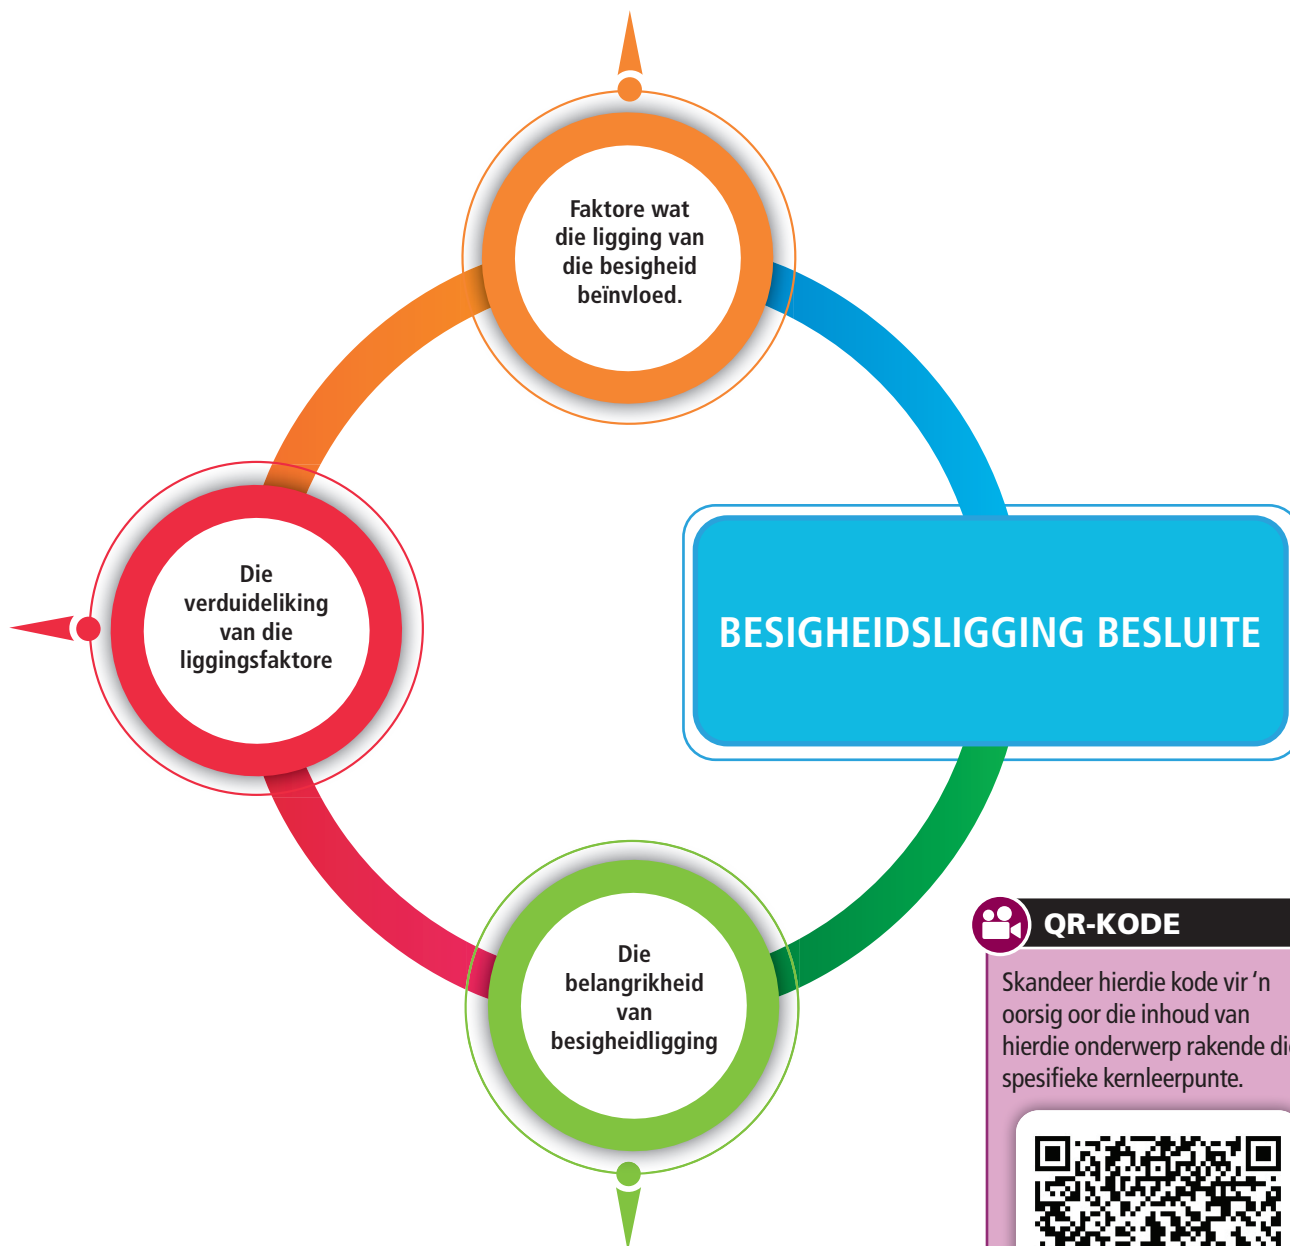 Faktore wat
die ligging van
die besigheid
beïnvloed.
Die
verduideliking
van die
liggingsfaktore
BESIGHEIDSLIGGING BESLUITE
Die
belangrikheid
van
besigheidligging
QR-KODE
Skandeer hierdie kode vir ’n
oorsig oor die inhoud van
hierdie onderwerp rakende die
spesifieke kernleerpunte.